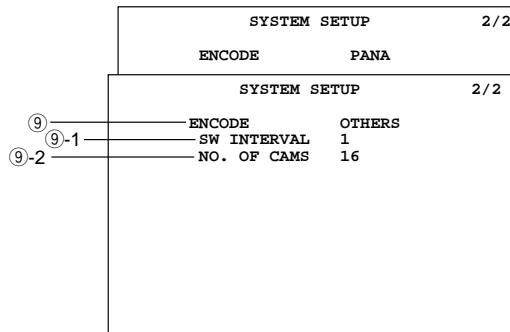 SYSTEM SETUP 2/2
ENCODE PANA
SYSTEM SETUP 2/2
⑨ ENCODE OTHERS
⑨-1 SW INTERVAL 1
⑨-2 NO. OF CAMS 16